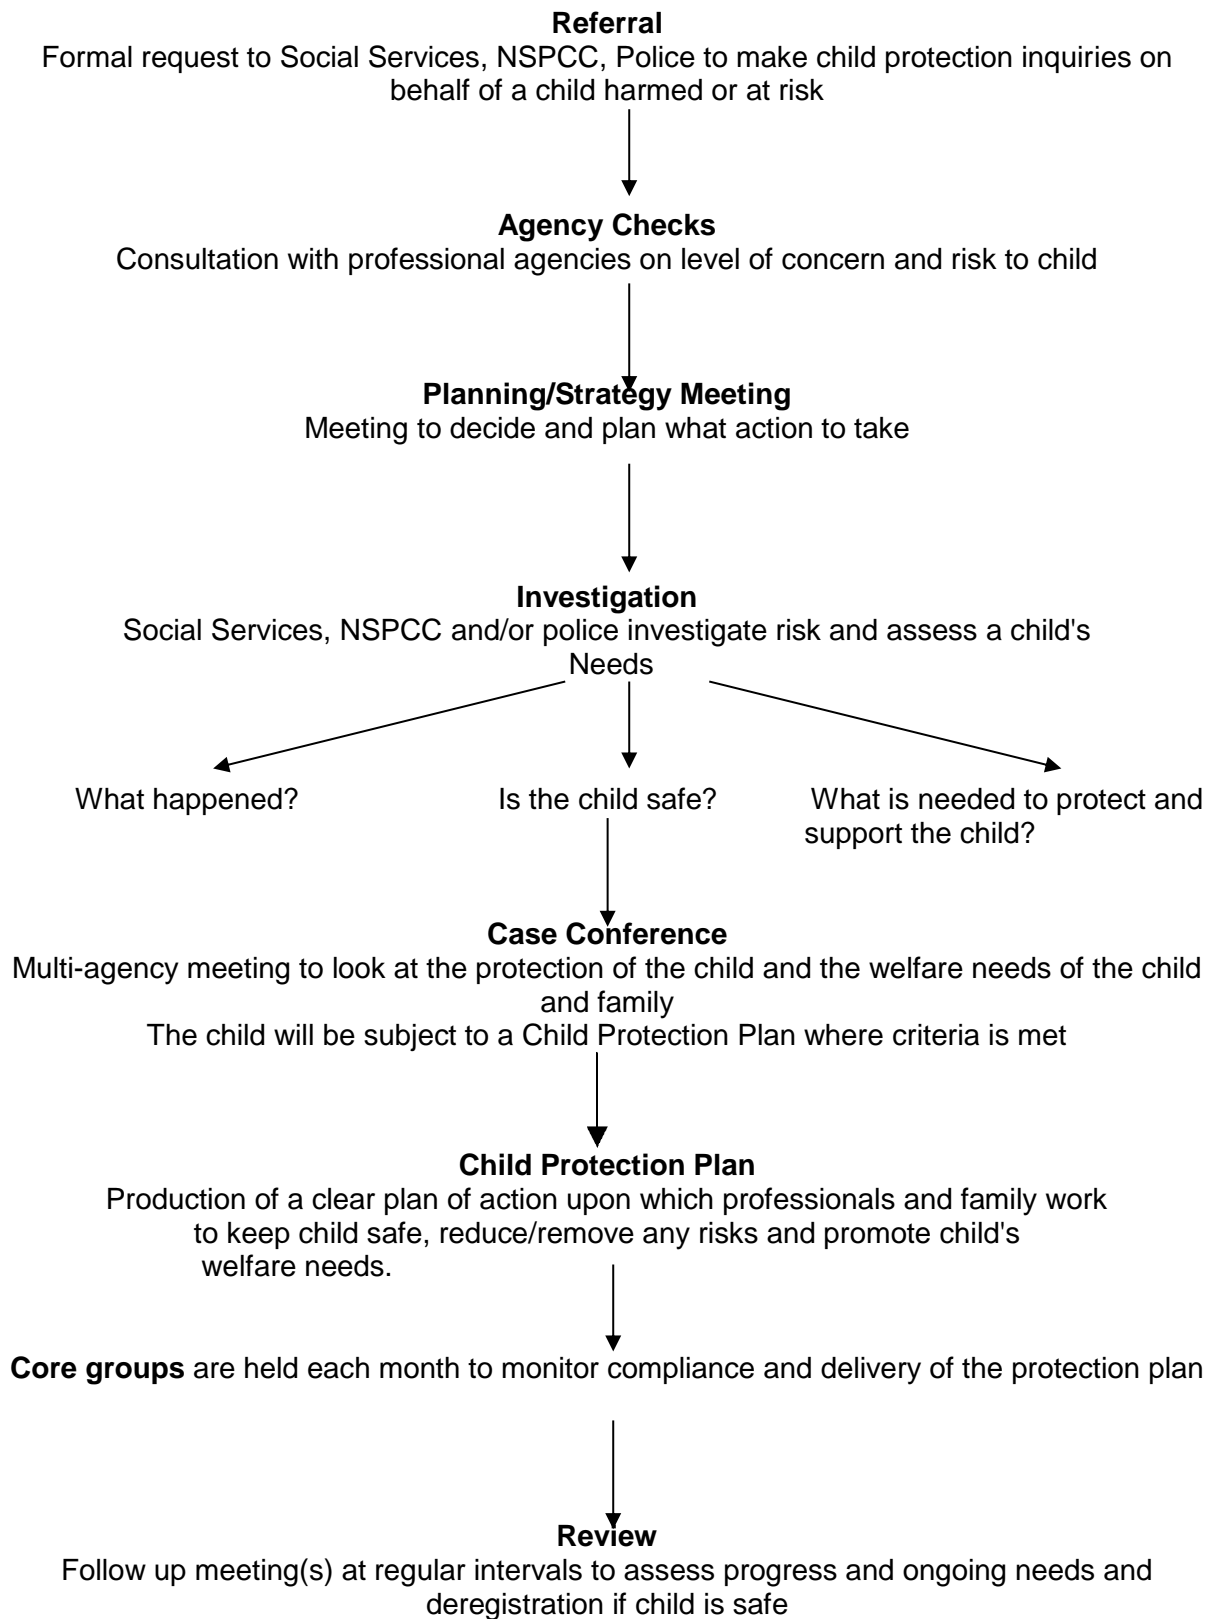 Referral
Formal request to Social Services, NSPCC, Police to make child protection inquiries on
behalf of a child harmed or at risk
Agency Checks
Consultation with professional agencies on level of concern and risk to child
Planning/Strategy Meeting
Meeting to decide and plan what action to take
Investigation
Social Services, NSPCC and/or police investigate risk and assess a child's
Needs
What happened?
Is the child safe?
What is needed to protect and
support the child?
Case Conference
Multi-agency meeting to look at the protection of the child and the welfare needs of the child
and family
The child will be subject to a Child Protection Plan where criteria is met
Child Protection Plan
Production of a clear plan of action upon which professionals and family work
to keep child safe, reduce/remove any risks and promote child's
welfare needs.
Core groups are held each month to monitor compliance and delivery of the protection plan
Review
Follow up meeting(s) at regular intervals to assess progress and ongoing needs and
deregistration if child is safe